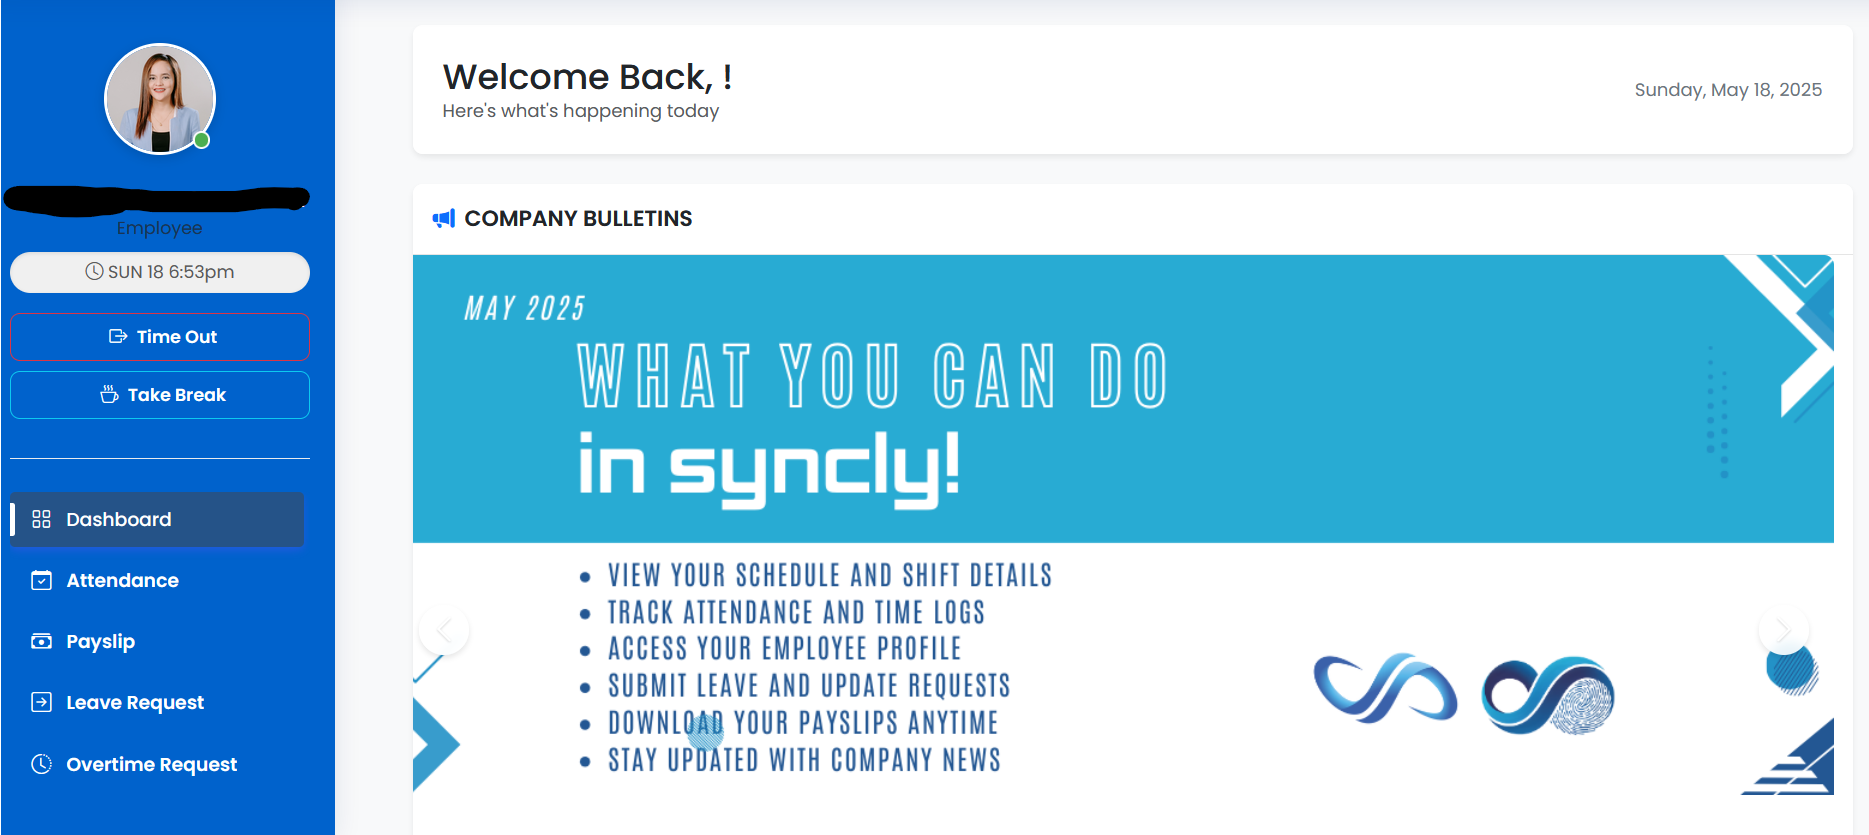 Employee
SUN 18 6:53pm
Time Out
Take Break
Dashboard
Attendance
Payslip
Leave Request
Overtime Request
Welcome Back, !
Here's what's happening today
Sunday, May 18, 2025
COMPANY BULLETINS
MAY 2025
WHAT YOU CAN DO
in syncly!
• VIEW YOUR SCHEDULE AND SHIFT DETAILS
• TRACK ATTENDANCE AND TIME LOGS
• ACCESS YOUR EMPLOYEE PROFILE
• SUBMIT LEAVE AND UPDATE REQUESTS
• DOWNLOAD YOUR PAYSLIPS ANYTIME
• STAY UPDATED WITH COMPANY NEWS